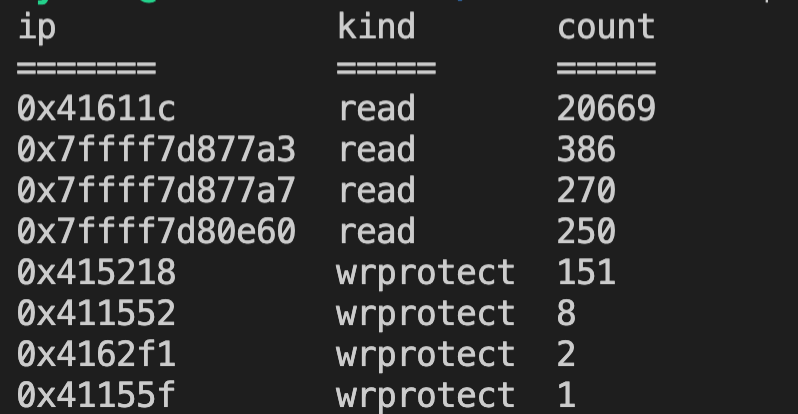 ip kind count
======= ===== =====
0x41611c read 20669
0x7ffff7d877a3 read 386
0x7ffff7d877a7 read 270
0x7ffff7d80e60 read 250
0x415218 wrprotect 151
0x411552 wrprotect 8
0x4162f1 wrprotect 2
0x41155f wrprotect 1